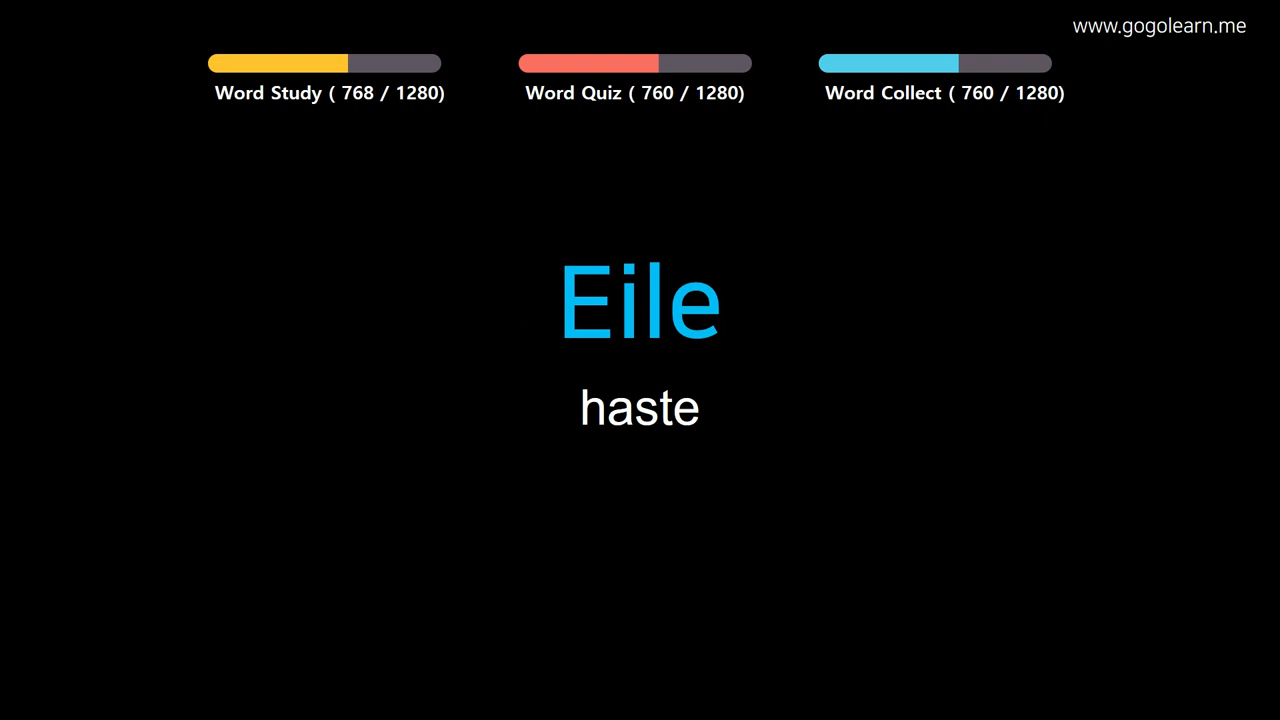 www.gogolearn.me
Word Study ( 768 / 1280)
Word Quiz ( 760 / 1280)
Word Collect ( 760 / 1280)
Eile
haste